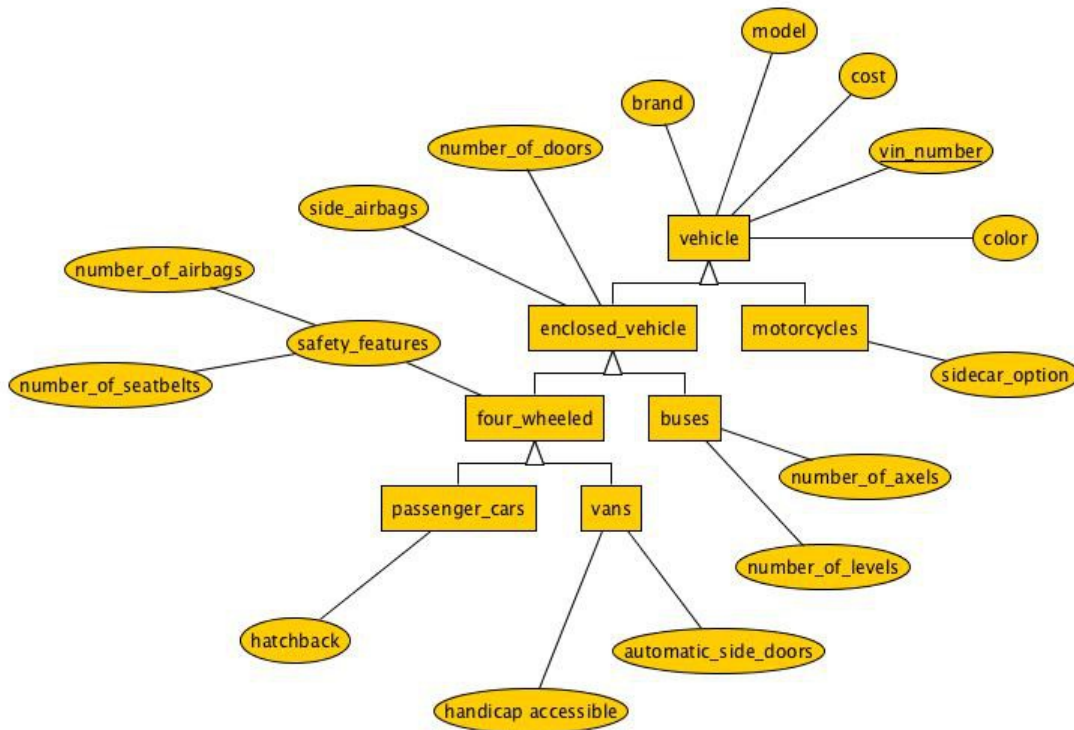 model
cost
brand
number_of_doors
vin_number
side_airbags
vehicle
color
number_of_airbags
enclosed_vehicle
motorcycles
safety_features
sidecar_option
number_of_seatbelts
four_wheeled
buses
number_of_axels
passenger_cars
vans
number_of_levels
hatchback
automatic_side_doors
handicap accessible